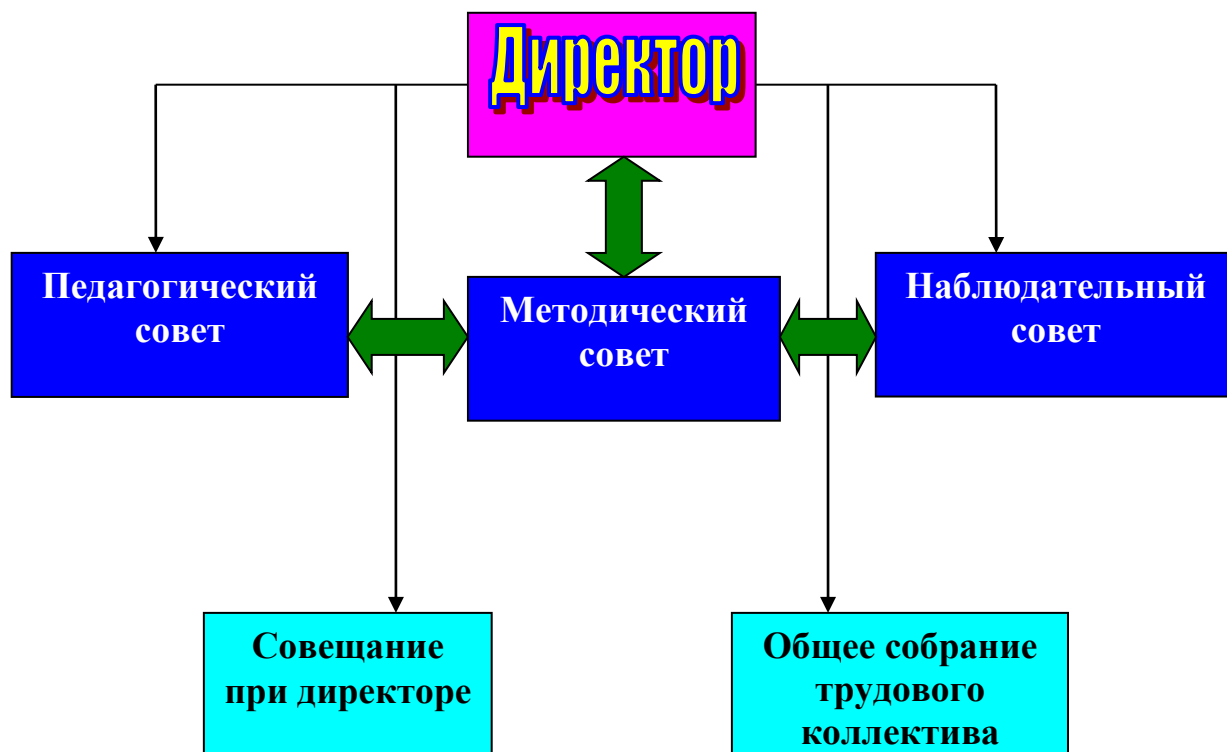 Директор
Педагогический
совет
Методический
совет
Наблюдательный
совет
Совещание
при директоре
Общее собрание
трудового
коллектива